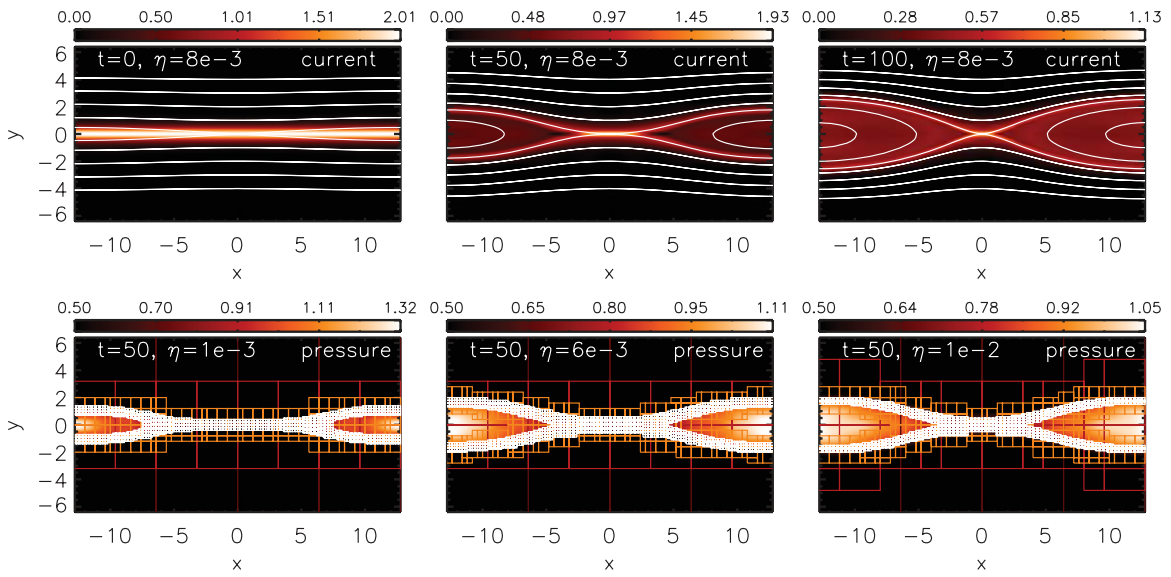 0.00 0.50 1.01 1.51 2.01
0.00 0.48 0.97 1.45 1.93
0.00 0.28 0.57 0.85 1.13
t=0, η=8e−3 current
t=50, η=8e−3 current
t=100, η=8e−3 current
6
4
2
0
−2
−4
−6
y
−10 −5 0 5 10
−10 −5 0 5 10
−10 −5 0 5 10
x
x
x
0.50 0.70 0.91 1.11 1.32
0.50 0.65 0.80 0.95 1.11
0.50 0.64 0.78 0.92 1.05
t=50, η=1e−3 pressure
t=50, η=6e−3 pressure
t=50, η=1e−2 pressure
6
4
2
0
−2
−4
−6
y
−10 −5 0 5 10
−10 −5 0 5 10
−10 −5 0 5 10
x
x
x